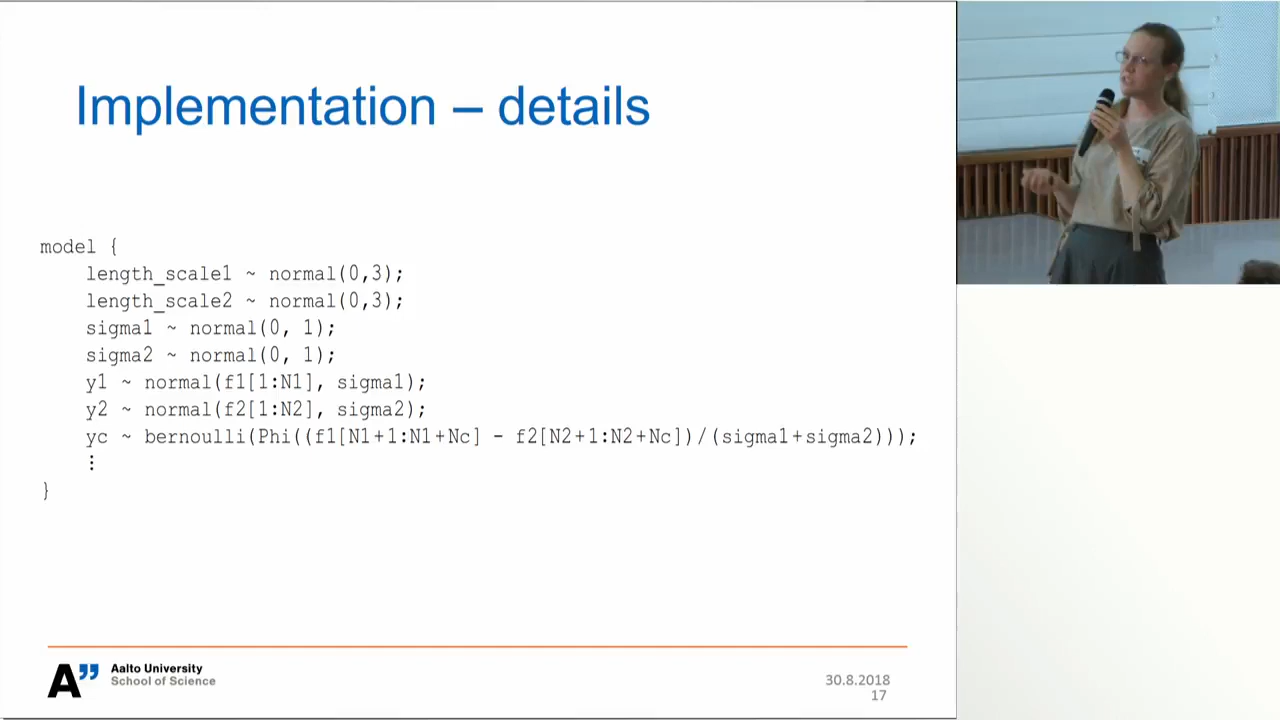 Implementation – details
model {
length_scale1 ~ normal(0,3);
length_scale2 ~ normal(0,3);
sigma1 ~ normal(0, 1);
sigma2 ~ normal(0, 1);
y1 ~ normal(f1[1:N1], sigma1);
y2 ~ normal(f2[1:N2], sigma2);
yc ~ bernoulli(Phi((f1[N1+1:N1+Nc] - f2[N2+1:N2+Nc])/(sigma1+sigma2)));
⋮
}
A”
Aalto University
School of Science
30.8.2018
17